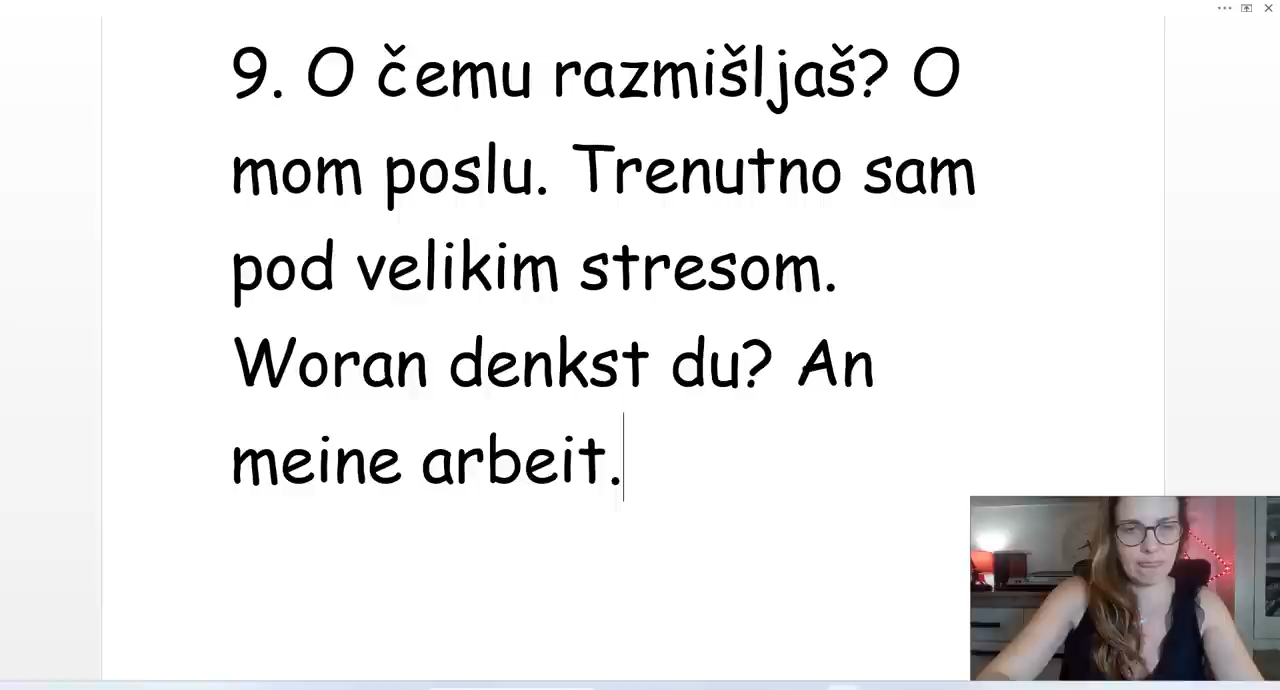 9. O čemu razmišljaš? O
mom poslu. Trenutno sam
pod velikim stresom.
Woran denkst du? An
meine arbeit.